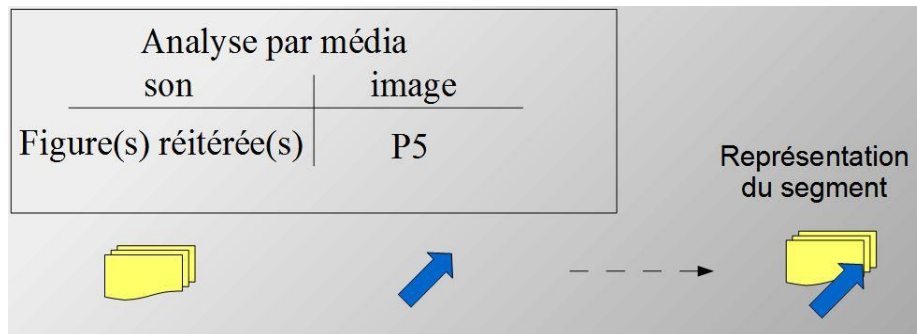 Analyse par média
son image
Figure(s) réitérée(s) P5
Représentation
du segment